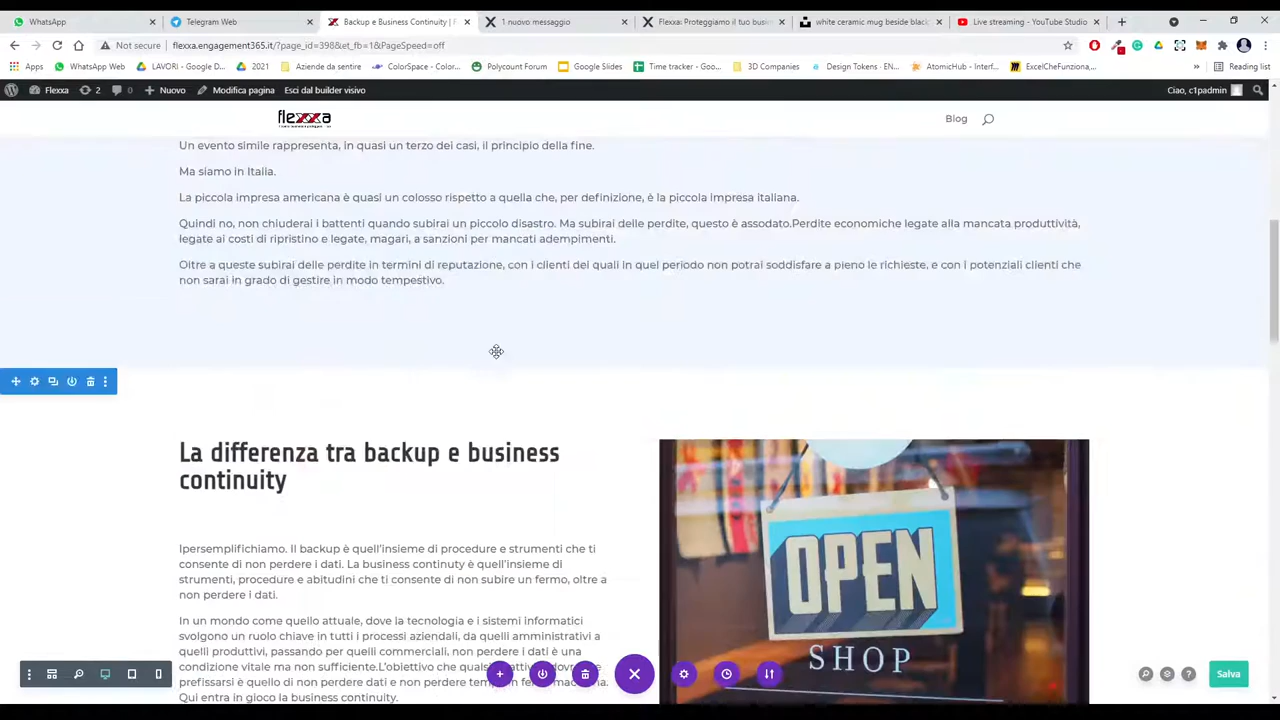 WhatsApp
Telegram Web
Backup e Business Continuity | F
1 nuovo messaggio
Flexxa: Proteggiamo il tuo busin
white ceramic mug beside black
Live streaming - YouTube Studio
Not secure
flexxa.engagement365.it/?page_id=398&et_fb=1&PageSpeed=off
Apps
WhatsApp Web
LAVORI - Google D...
2021
Aziende da sentire
ColorSpace - Color...
Polycount Forum
Google Slides
Time tracker - Goo...
3D Companies
Design Tokens - EN...
AtomicHub - Interf...
ExcelCheFunziona,...
Reading list
Flexxa
2
0
Nuovo
Modifica pagina
Esci dal builder visivo
Ciao, c1padmin
flexxa
Blog
Un evento simile rappresenta, in quasi un terzo dei casi, il principio della fine.
Ma siamo in Italia.
La piccola impresa americana è quasi un colosso rispetto a quella che, per definizione, è la piccola impresa italiana.
Quindi no, non chiuderai i battenti quando subirai un piccolo disastro. Ma subirai delle perdite, questo è assodato.Perdite economiche legate alla mancata produttività,
legate ai costi di ripristino e legate, magari, a sanzioni per mancati adempimenti.
Oltre a queste subirai delle perdite in termini di reputazione, con i clienti dei quali in quel periodo non potrai soddisfare a pieno le richieste, e con i potenziali clienti che
non sarai in grado di gestire in modo tempestivo.
La differenza tra backup e business
continuity
Ipersemplifichiamo. Il backup è quell'insieme di procedure e strumenti che ti
consente di non perdere i dati. La business continuty è quell'insieme di
strumenti, procedure e abitudini che ti consente di non subire un fermo, oltre a
non perdere i dati.
In un mondo come quello attuale, dove la tecnologia e i sistemi informatici
svolgono un ruolo chiave in tutti i processi aziendali, da quelli amministrativi a
quelli produttivi, passando per quelli commerciali, non perdere i dati è una
condizione vitale ma non sufficiente.L'obiettivo che
prefissarsi è quello di non perdere dati e non perdere
Qui entra in gioco la business continuity.
OPEN
SHOP
Salva